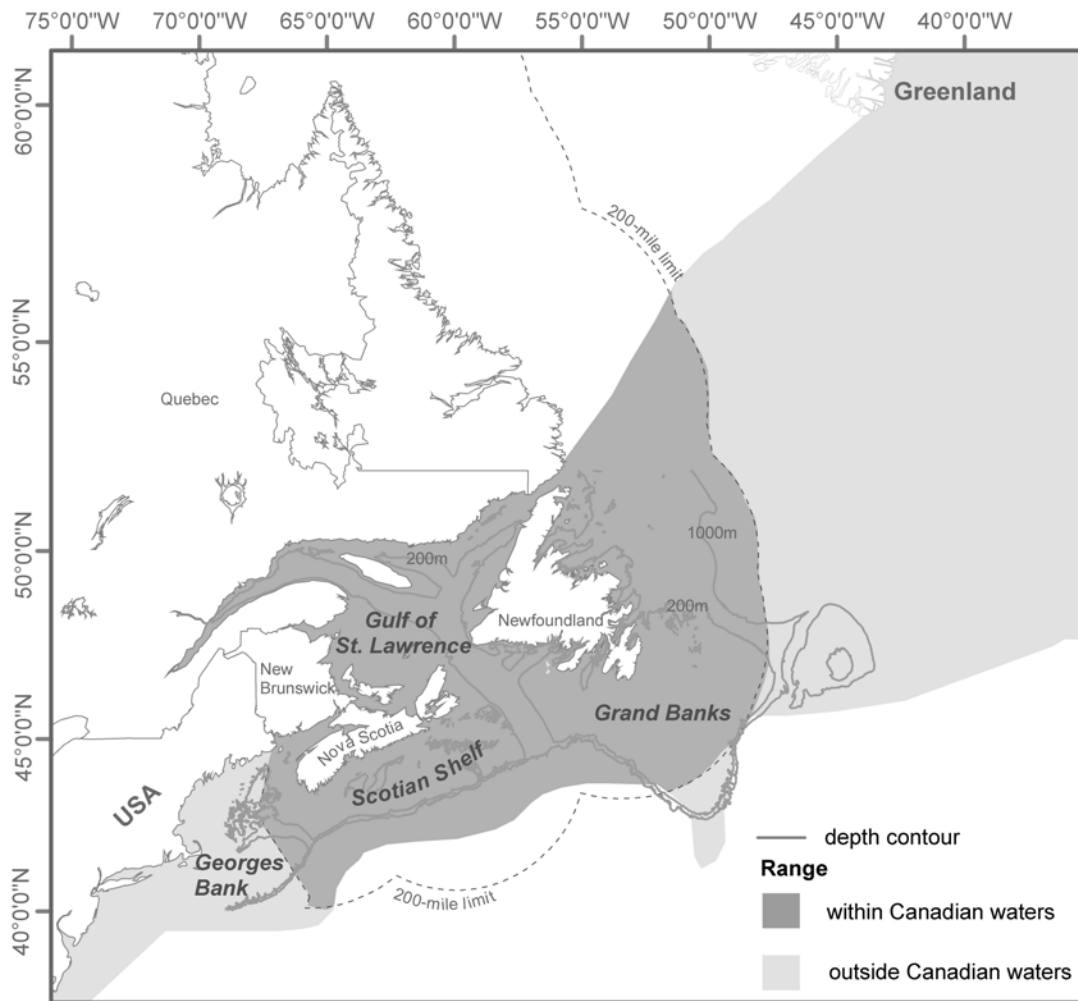 75°0'0"W
70°0'0"W
65°0'0"W
60°0'0"W
55°0'0"W
50°0'0"W
45°0'0"W
40°0'0"W
60°0'0"N
55°0'0"N
50°0'0"N
45°0'0"N
40°0'0"N
Greenland
200-mile limit
Quebec
1000m
200m
200m
Newfoundland
Gulf of
St. Lawrence
New
Brunswick
Grand Banks
Nova Scotia
Scotian Shelf
USA
Georges
Bank
200-mile limit
depth contour
Range
within Canadian waters
outside Canadian waters